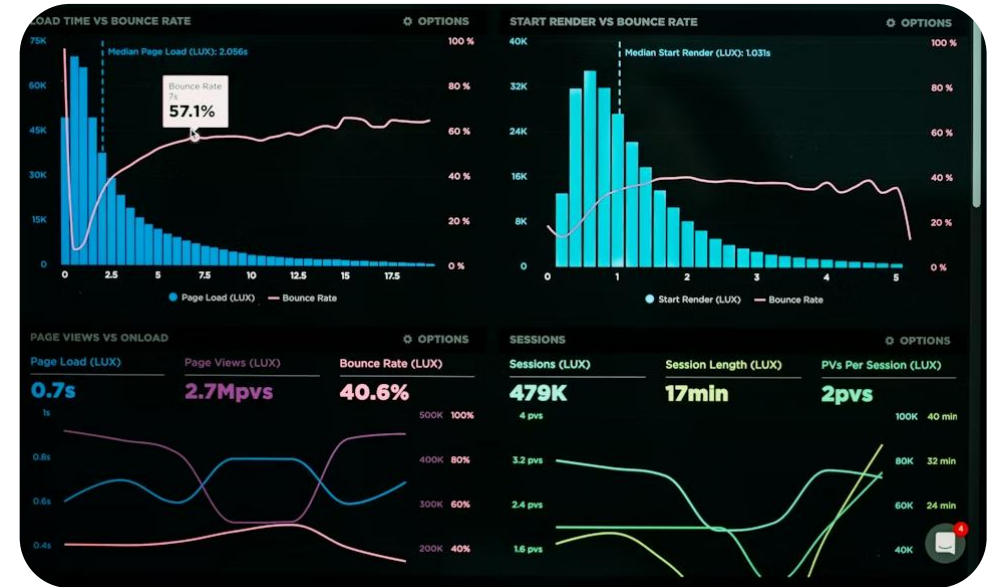 LOAD TIME VS BOUNCE RATE
OPTIONS
75K
60K
45K
30K
15K
0
Median Page Load (LUX): 2.056s
Bounce Rate
7s
57.1%
100 %
80 %
60 %
40 %
20 %
0 %
0 2.5 5 7.5 10 12.5 15 17.5
Page Load (LUX) Bounce Rate
START RENDER VS BOUNCE RATE
OPTIONS
40K
32K
24K
16K
8K
0
Median Start Render (LUX): 1.031s
100 %
80 %
60 %
40 %
20 %
0 %
0 1 2 3 4 5
Start Render (LUX) Bounce Rate
PAGE VIEWS VS ONLOAD
OPTIONS
Page Load (LUX)
0.7s
Page Views (LUX)
2.7Mpvs
Bounce Rate (LUX)
40.6%
1s
0.8s
0.6s
0.4s
500K 100%
400K 80%
300K 60%
200K 40%
SESSIONS
OPTIONS
Sessions (LUX)
479K
Session Length (LUX)
17min
PVs Per Session (LUX)
2pvs
4 pvs
3.2 pvs
2.4 pvs
1.6 pvs
100K 40 min
80K 32 min
60K 24 min
40K
4